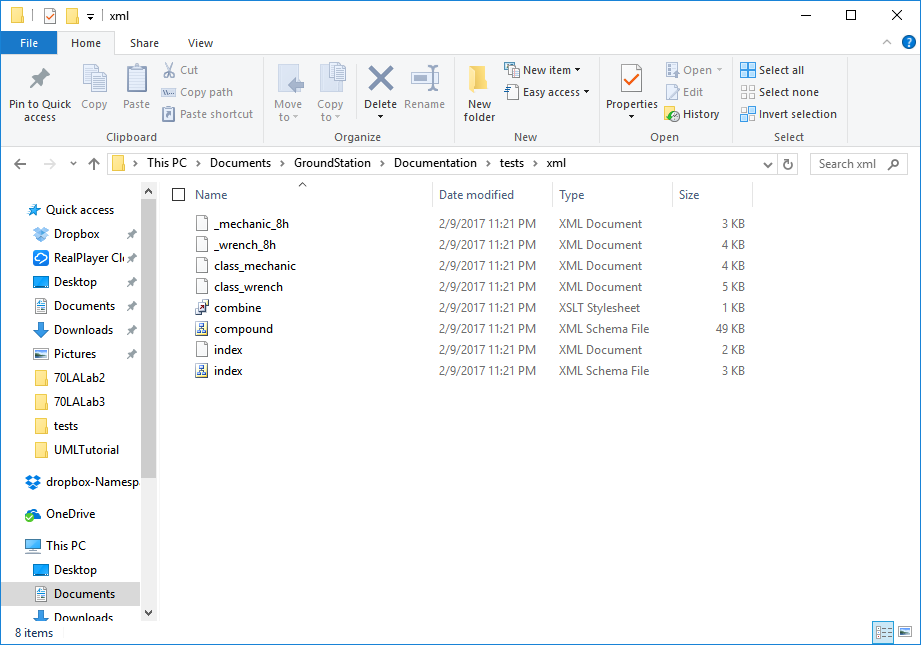 xml
File Home Share View
Pin to Quick access
Copy
Paste
Cut
Copy path
Paste shortcut
Clipboard
Move to
Copy to
Delete
Rename
Organize
New folder
New item
Easy access
New
Properties
Open
Edit
History
Open
Select all
Select none
Invert selection
Select
This PC > Documents > GroundStation > Documentation > tests > xml
Search xml
Quick access
Dropbox
RealPlayer Cl
Desktop
Documents
Downloads
Pictures
70LALab2
70LALab3
tests
UMLTutorial
dropbox-Namesp
OneDrive
This PC
Desktop
Documents
Downloads
Name Date modified Type Size
_mechanic_8h 2/9/2017 11:21 PM XML Document 3 KB
_wrench_8h 2/9/2017 11:21 PM XML Document 4 KB
class_mechanic 2/9/2017 11:21 PM XML Document 4 KB
class_wrench 2/9/2017 11:21 PM XML Document 5 KB
combine 2/9/2017 11:21 PM XSLT Stylesheet 1 KB
compound 2/9/2017 11:21 PM XML Schema File 49 KB
index 2/9/2017 11:21 PM XML Document 2 KB
index 2/9/2017 11:21 PM XML Schema File 3 KB
8 items